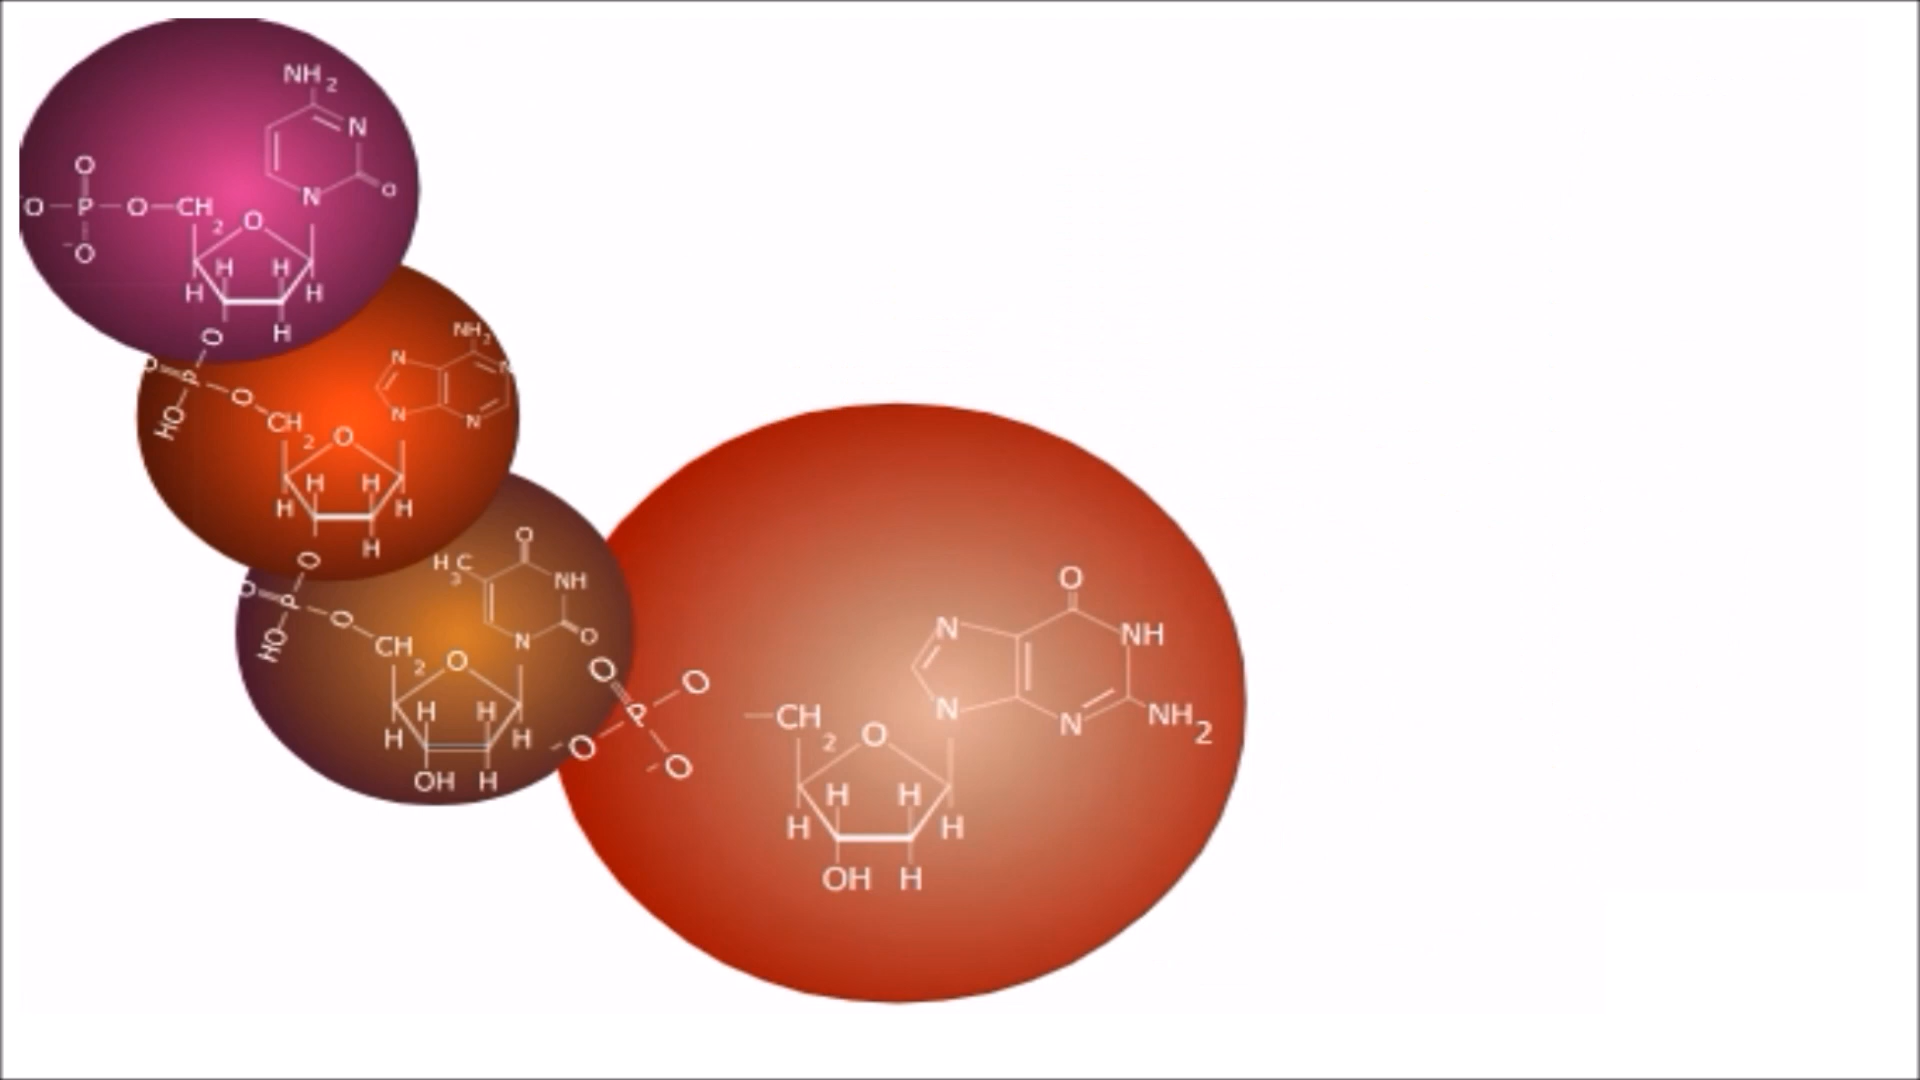 NH2
N
O
O
O P O CH2 O N
-O
H H
H H
O H
NH2
O P O N N
HO CH2 N N
O
H H
H H
O H
O
H3C
O P O NH
HO CH2 N O
O
H H
H H
OH H
O O
P
-O -O
O
N NH
CH2 O N N NH2
H H
H H
OH H